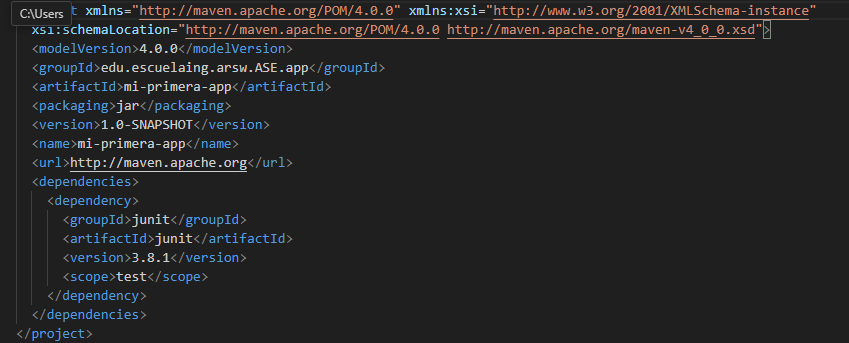 C:\Users
t xmlns="http://maven.apache.org/POM/4.0.0" xmlns:xsi="http://www.w3.org/2001/XMLSchema-instance"
xsi:schemaLocation="http://maven.apache.org/POM/4.0.0 http://maven.apache.org/maven-v4_0_0.xsd">
<modelVersion>4.0.0</modelVersion>
<groupId>edu.escuelaing.arsw.ASE.app</groupId>
<artifactId>mi-primera-app</artifactId>
<packaging>jar</packaging>
<version>1.0-SNAPSHOT</version>
<name>mi-primera-app</name>
<url>http://maven.apache.org</url>
<dependencies>
<dependency>
<groupId>junit</groupId>
<artifactId>junit</artifactId>
<version>3.8.1</version>
<scope>test</scope>
</dependency>
</dependencies>
</project>